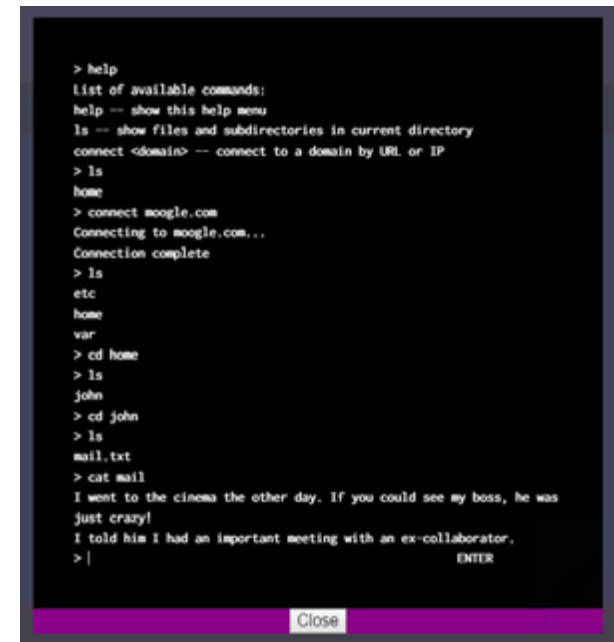 > help
List of available commands:
help -- show this help menu
ls -- show files and subdirectories in current directory
connect <domain> -- connect to a domain by URL or IP
> ls
home
> connect moogle.com
Connecting to moogle.com...
Connection complete
> ls
etc
home
var
> cd home
> ls
john
> cd john
> ls
mail.txt
> cat mail
I went to the cinema the other day. If you could see my boss, he was
just crazy!
I told him I had an important meeting with an ex-collaborator.
> ENTER
Close